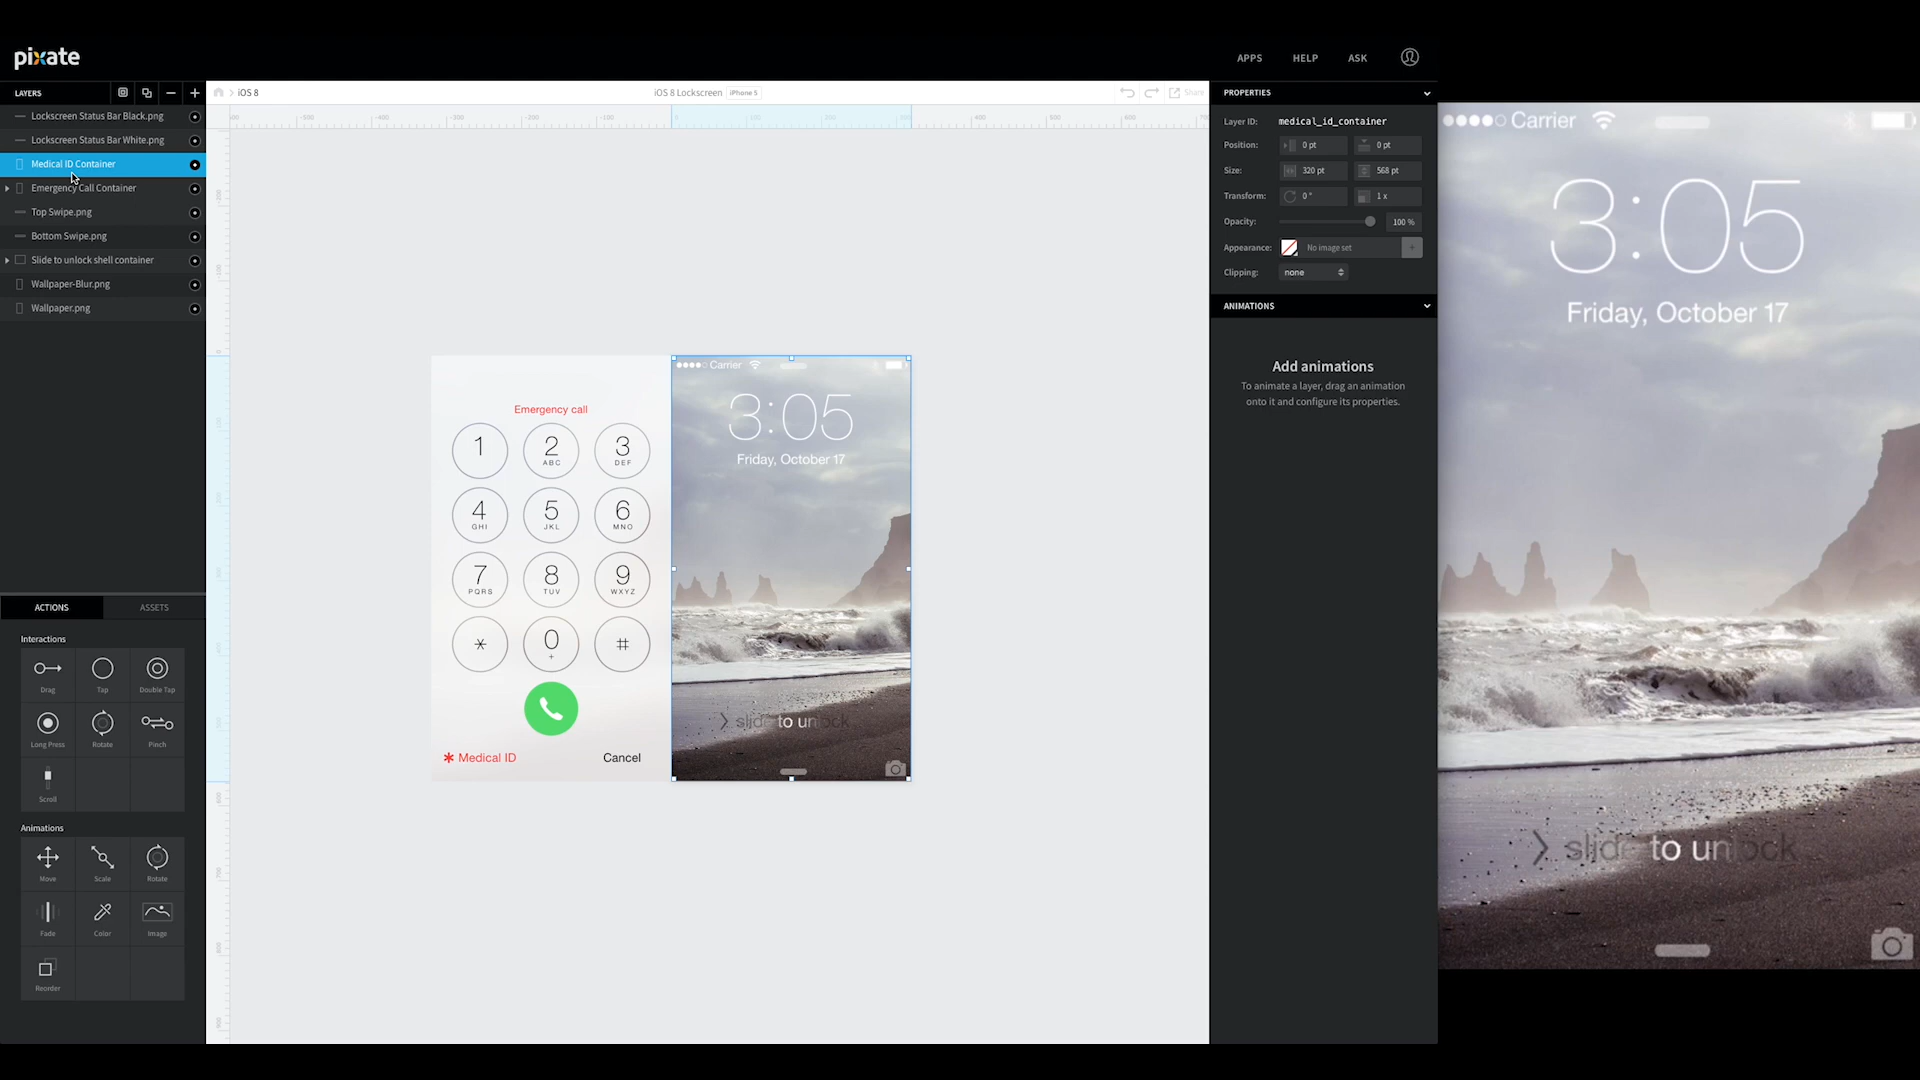 pixate
APPS HELP ASK
LAYERS
iOS 8
iOS 8 Lockscreen iPhone 5
Share
PROPERTIES
Lockscreen Status Bar Black.png
Lockscreen Status Bar White.png
Medical ID Container
Emergency Call Container
Top Swipe.png
Bottom Swipe.png
Slide to unlock shell container
Wallpaper-Blur.png
Wallpaper.png
Layer ID: medical_id_container
Position: 0 pt 0 pt
Size: 320 pt 568 pt
Transform: 0° 1 x
Opacity: 100 %
Appearance: No image set
Clipping: none
ANIMATIONS
Add animations
To animate a layer, drag an animation
onto it and configure its properties.
Emergency call
1
2 ABC
3 DEF
4 GHI
5 JKL
6 MNO
7 PQRS
8 TUV
9 WXYZ
*
0 +
#
Medical ID
Cancel
Carrier
3:05
Friday, October 17
slide to unlock
ACTIONS ASSETS
Interactions
Drag Tap Double Tap
Long Press Rotate Pinch
Scroll
Animations
Move Scale Rotate
Fade Color Image
Reorder
Carrier
3:05
Friday, October 17
slide to unlock